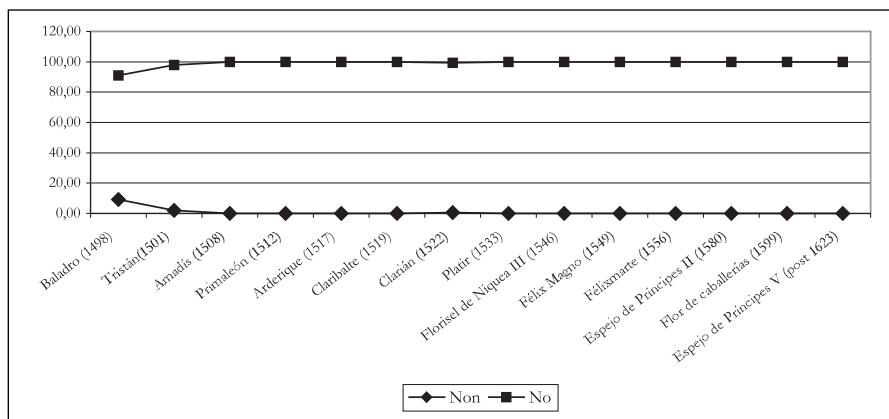 120,00
100,00
80,00
60,00
40,00
20,00
0,00
Baladro (1498)
Tristán(1501)
Amadís (1508)
Primaleón (1512)
Arderique (1517)
Claribalte (1519)
Clarián (1522)
Platir (1533)
Florisel de Niquea III (1546)
Félix Magno (1549)
Félixmarte (1556)
Espejo de Príncipes II (1580)
Flor de caballerías (1599)
Espejo de Príncipes V (post 1623)
Non No